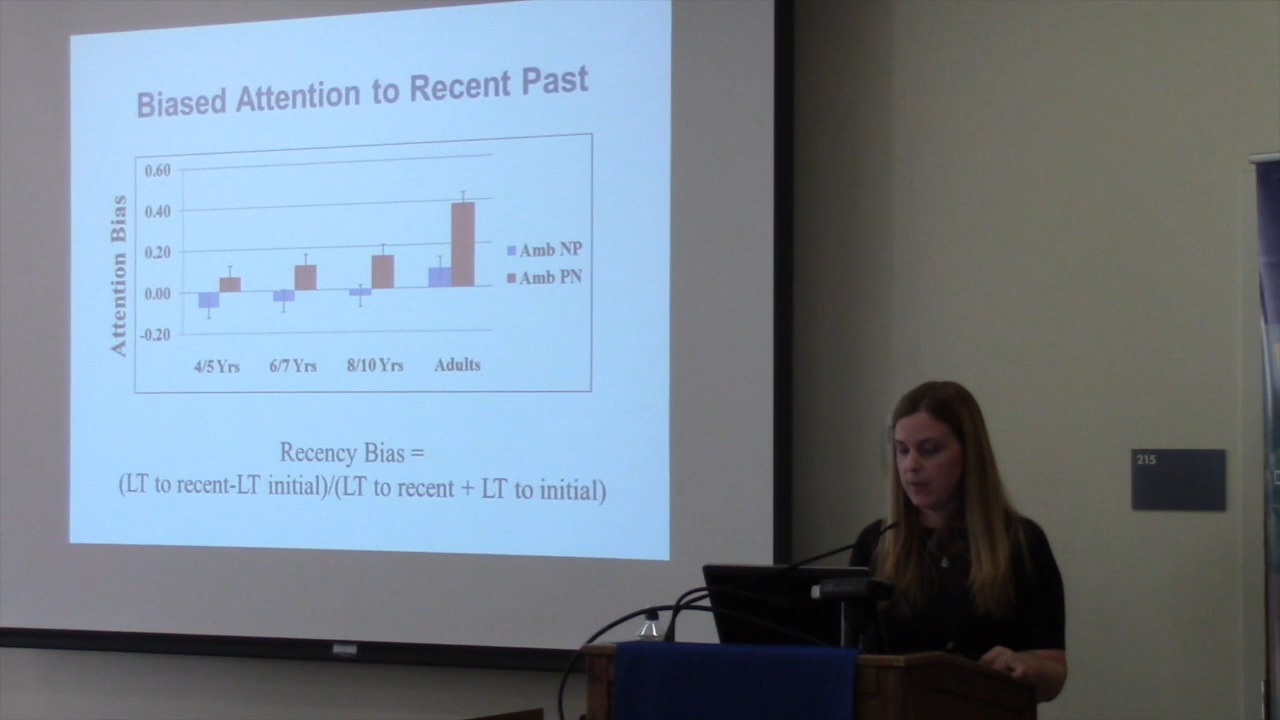 Biased Attention to Recent Past
Attention Bias
0.60
0.40
0.20
0.00
-0.20
4/5 Yrs 6/7 Yrs 8/10 Yrs Adults
Amb NP
Amb PN
Recency Bias =
(LT to recent-LT initial)/(LT to recent + LT to initial)
215